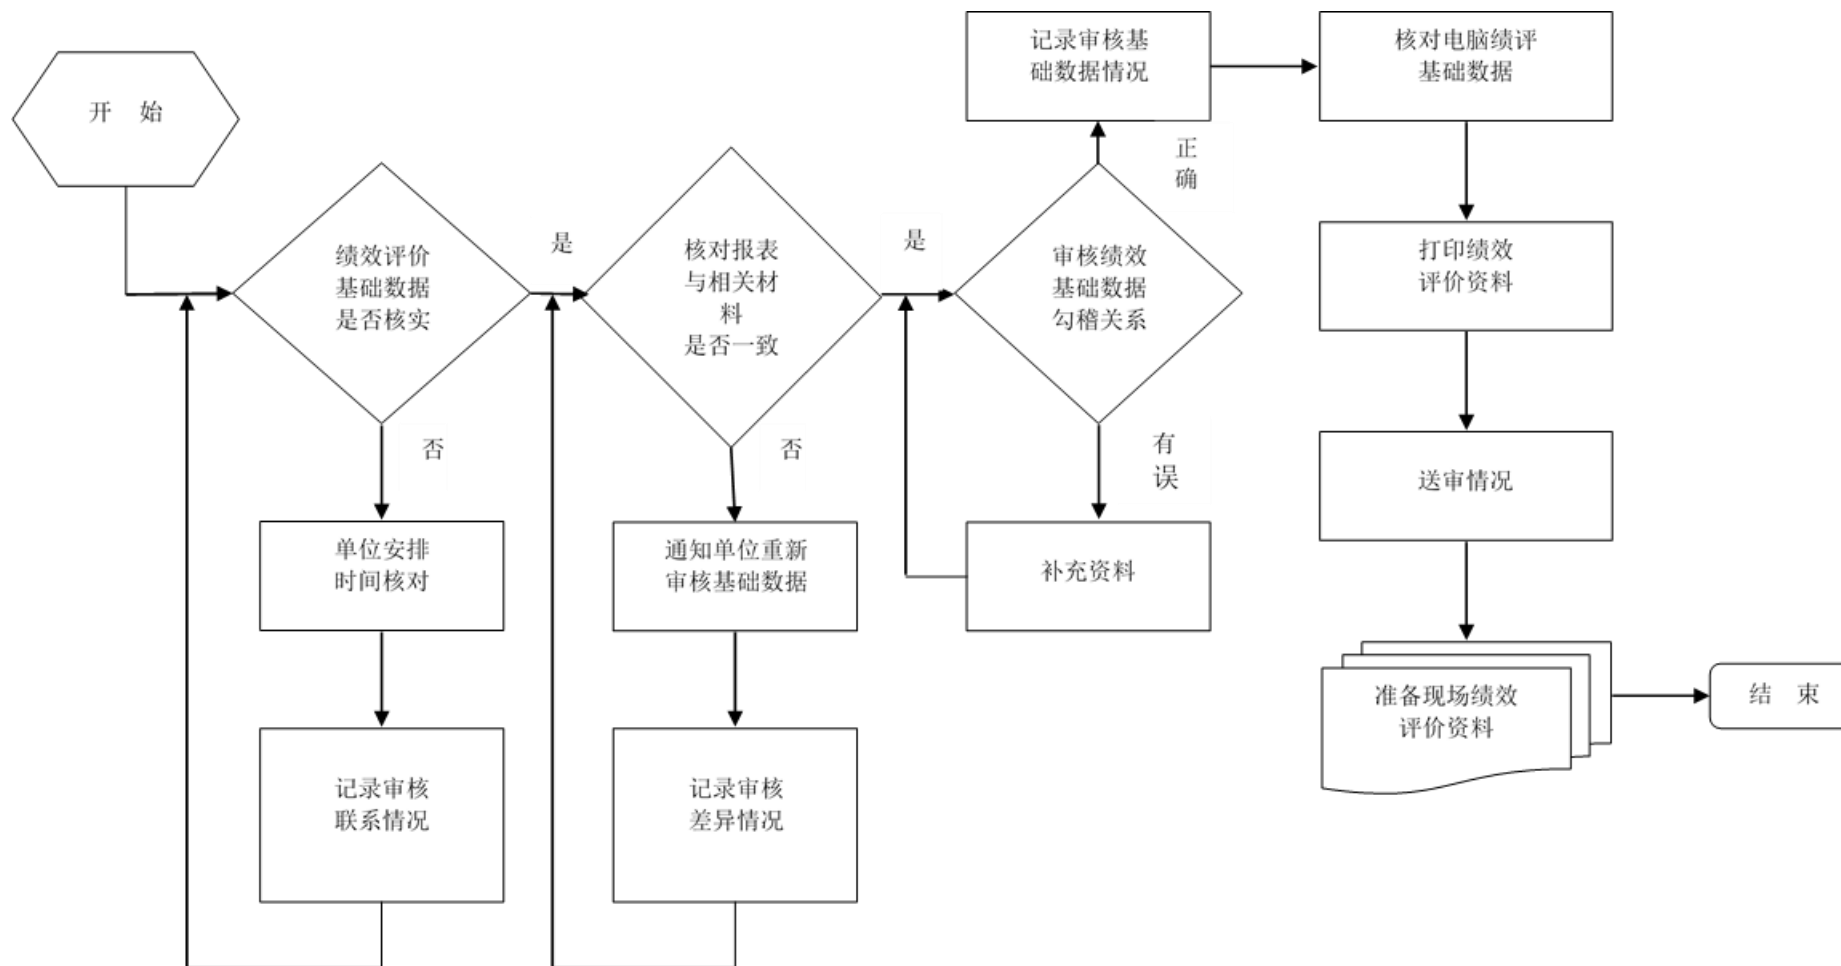 开 始
绩效评价
基础数据
是否核实
是
否
单位安排
时间核对
记录审核
联系情况
核对报表
与相关材
料
是否一致
是
否
通知单位重新
审核基础数据
记录审核
差异情况
审核绩效
基础数据
勾稽关系
正
确
有
误
补充资料
记录审核基
础数据情况
核对电脑绩评
基础数据
打印绩效
评价资料
送审情况
准备现场绩效
评价资料
结 束